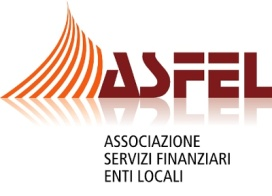 ASFEL
ASSOCIAZIONE
SERVIZI FINANZIARI
ENTI LOCALI